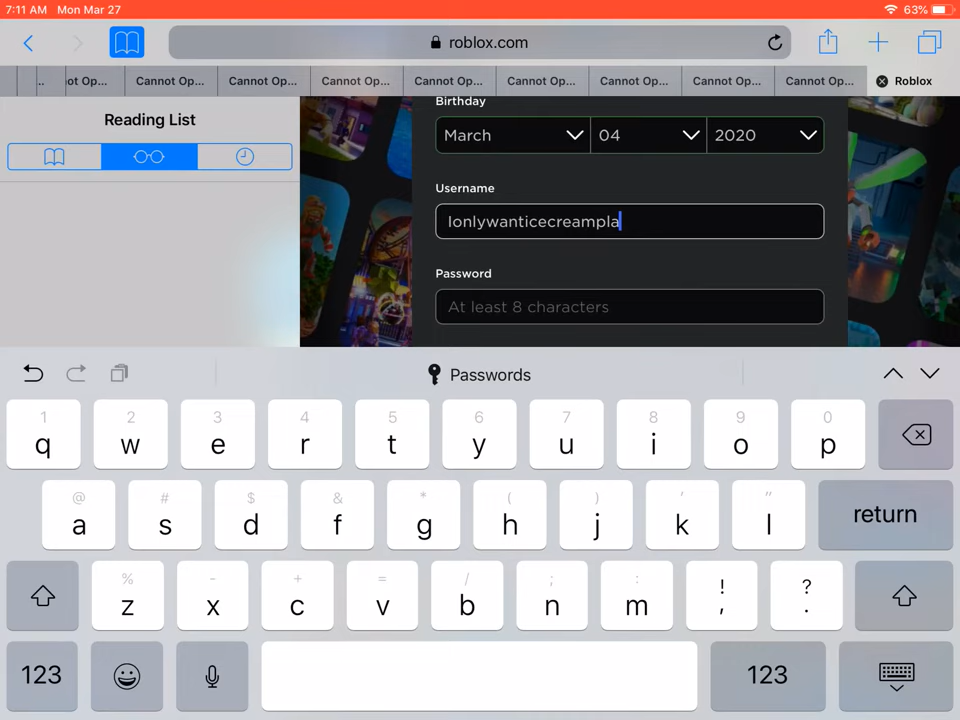 7:11 AM Mon Mar 27
63%
roblox.com
.. ot Op... Cannot Op... Cannot Op... Cannot Op... Cannot Op... Cannot Op... Cannot Op... Cannot Op... Cannot Op... Roblox
Reading List
Birthday
March 04 2020
Username
Ionlywanticecreampla
Password
At least 8 characters
Passwords
1 2 3 4 5 6 7 8 9 0
q w e r t y u i o p
@ # $ & * ( ) ' "
a s d f g h j k l return
% - + = / ; : ! ?
z x c v b n m , .
123 123